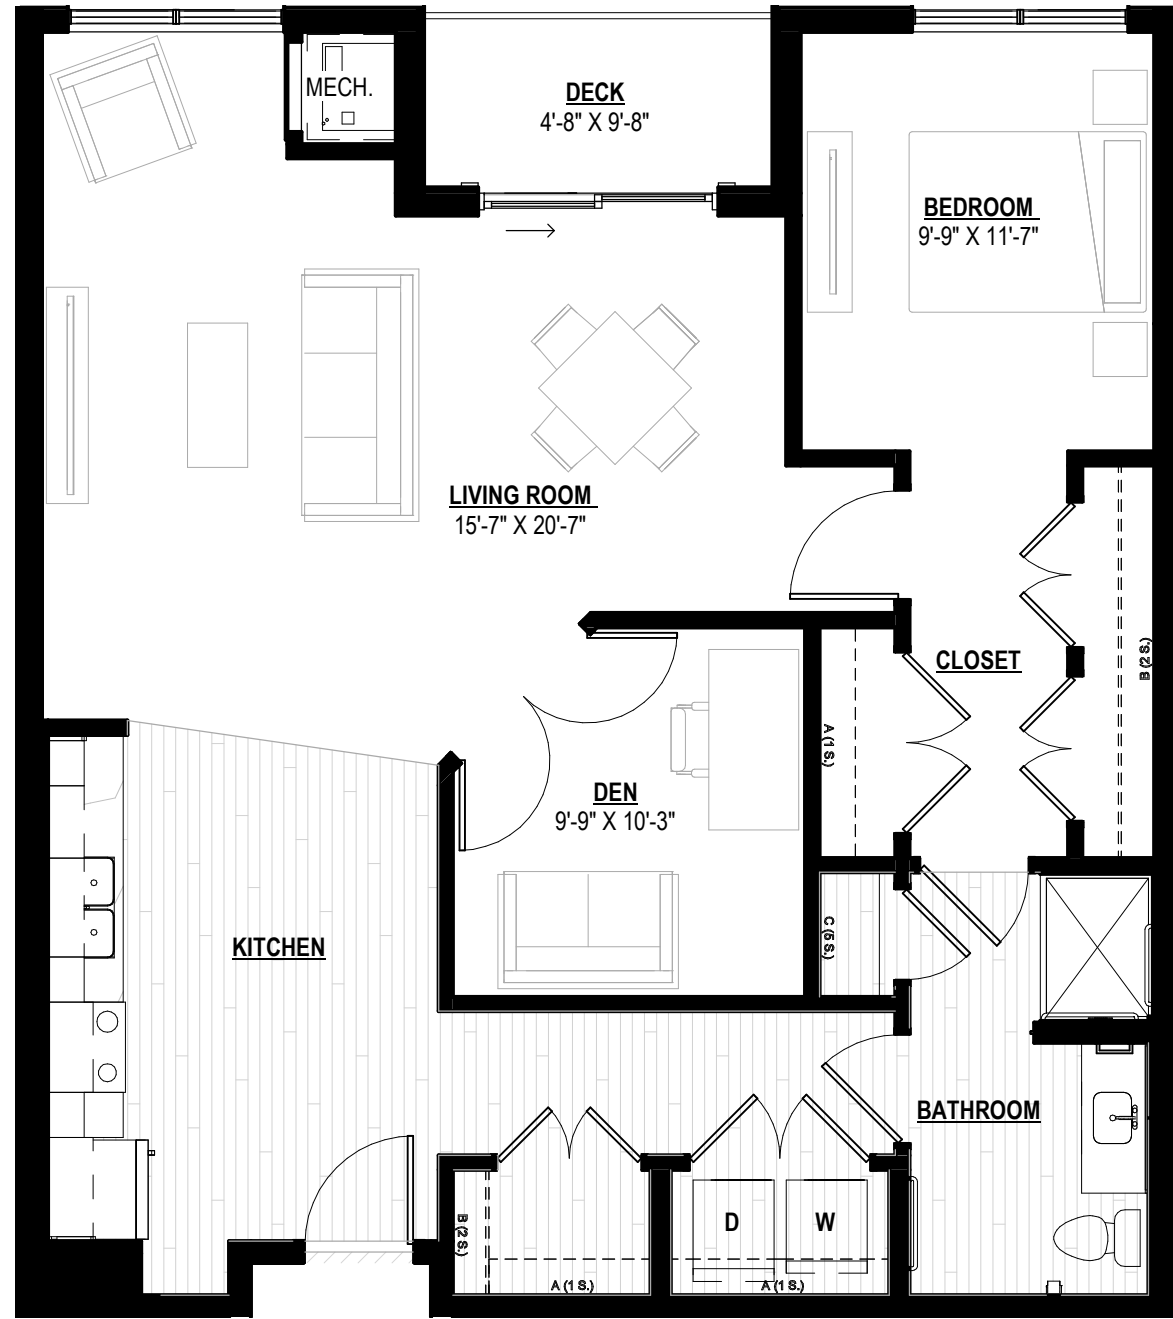 MECH.
DECK
4'-8" X 9'-8"
BEDROOM
9'-9" X 11'-7"
LIVING ROOM
15'-7" X 20'-7"
CLOSET
B (2 S.)
A (1 S.)
DEN
9'-9" X 10'-3"
KITCHEN
C (5 S.)
BATHROOM
B (2 S.)
D
W
A (1 S.)
A (1 S.)